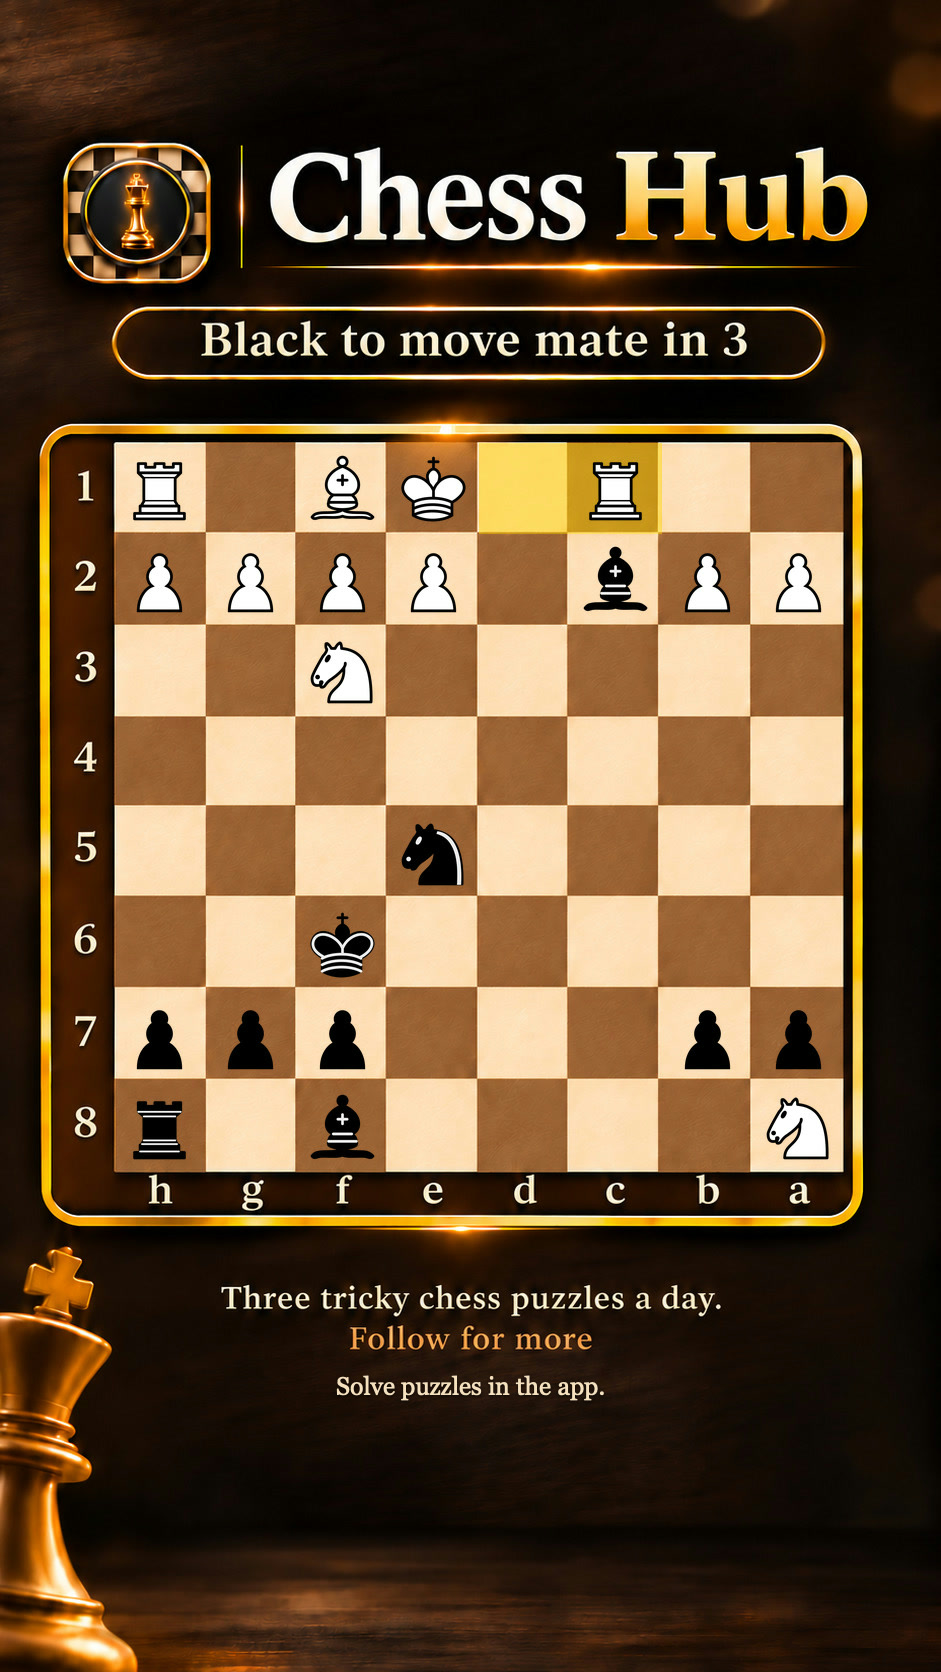 Chess Hub
Black to move mate in 3
1
2
3
4
5
6
7
8
h g f e d c b a
Three tricky chess puzzles a day.
Follow for more
Solve puzzles in the app.